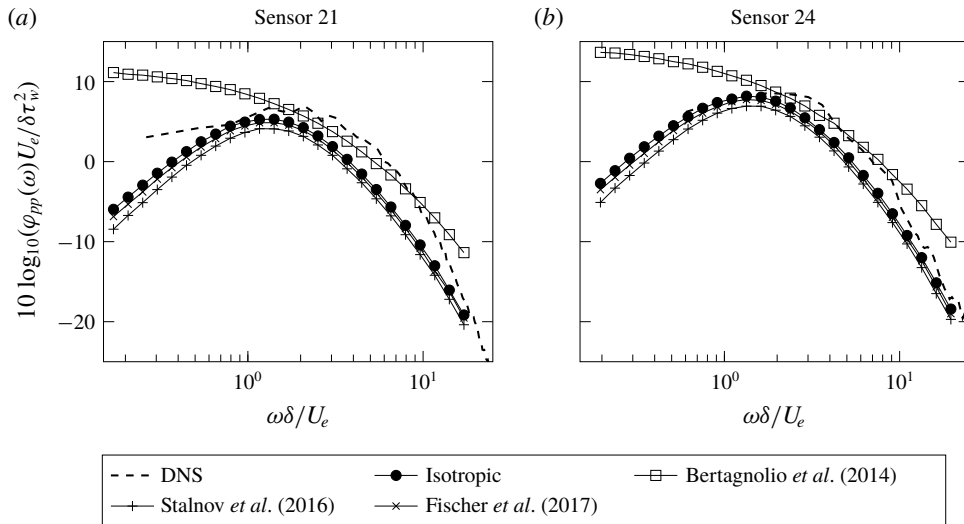 (a) Sensor 21
(b) Sensor 24
10 log₁₀(φₚₚ(ω)Uₑ/δτ_w²)
10
0
−10
−20
10⁰ 10¹
10⁰ 10¹
ωδ/Uₑ
ωδ/Uₑ
DNS Isotropic Bertagnolio et al. (2014)
Stalnov et al. (2016) Fischer et al. (2017)